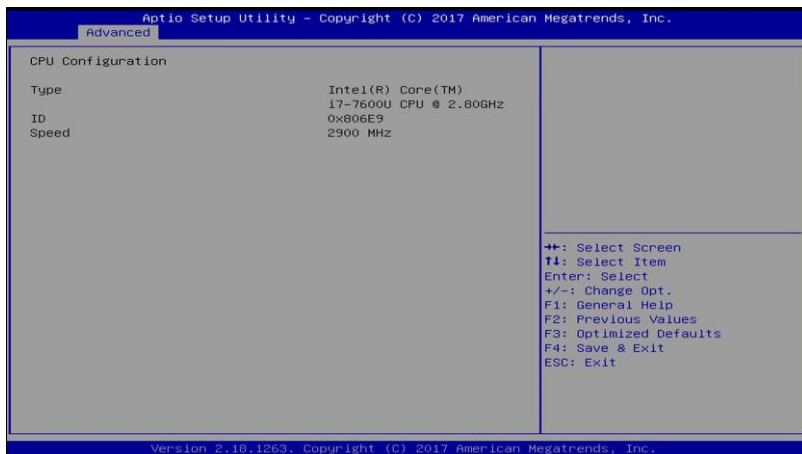 Aptio Setup Utility – Copyright (C) 2017 American Megatrends, Inc.
Advanced
CPU Configuration
Type Intel(R) Core(TM)
i7-7600U CPU @ 2.80GHz
ID 0x806E9
Speed 2900 MHz
→←: Select Screen
↑↓: Select Item
Enter: Select
+/-: Change Opt.
F1: General Help
F2: Previous Values
F3: Optimized Defaults
F4: Save & Exit
ESC: Exit
Version 2.18.1263. Copyright (C) 2017 American Megatrends, Inc.